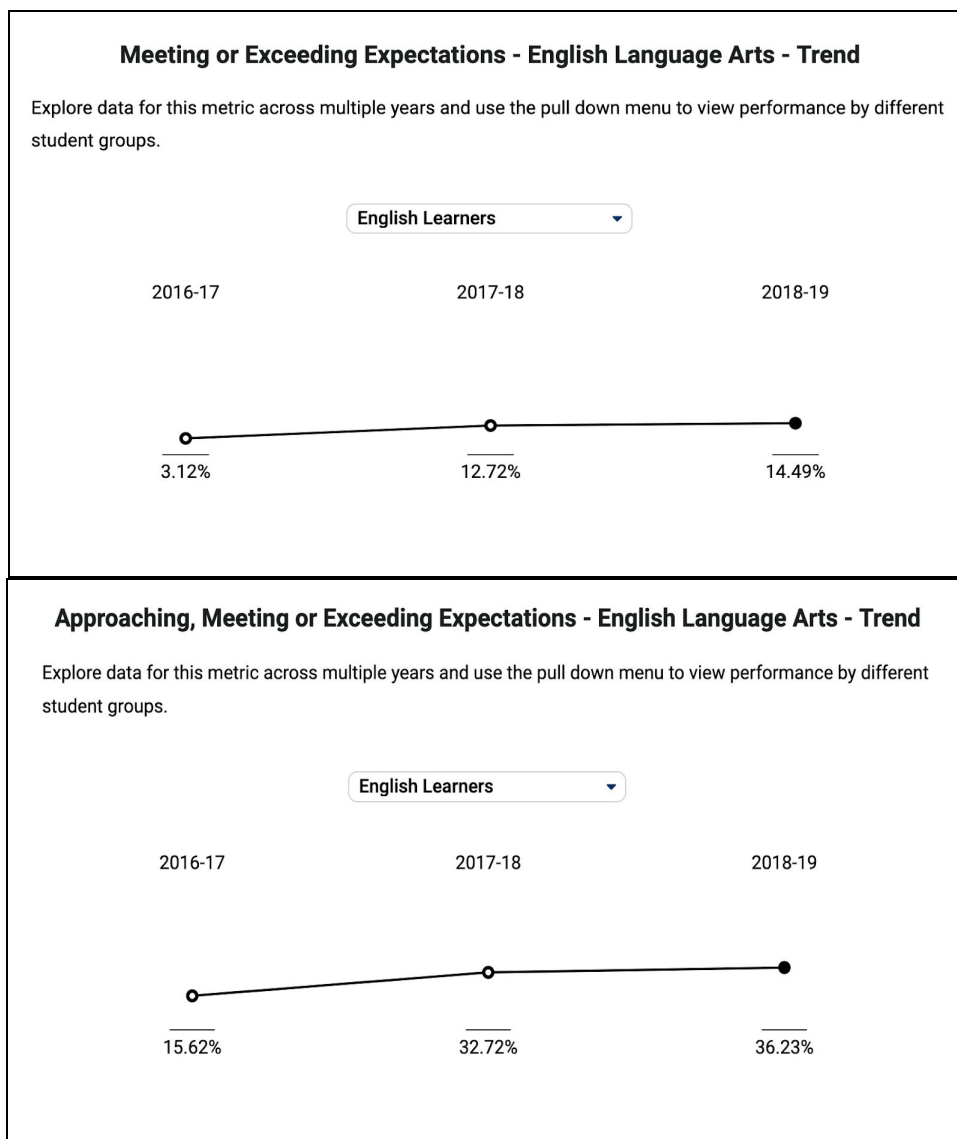 Meeting or Exceeding Expectations - English Language Arts - Trend
Explore data for this metric across multiple years and use the pull down menu to view performance by different
student groups.
English Learners
2016-17 2017-18 2018-19
3.12% 12.72% 14.49%
Approaching, Meeting or Exceeding Expectations - English Language Arts - Trend
Explore data for this metric across multiple years and use the pull down menu to view performance by different
student groups.
English Learners
2016-17 2017-18 2018-19
15.62% 32.72% 36.23%